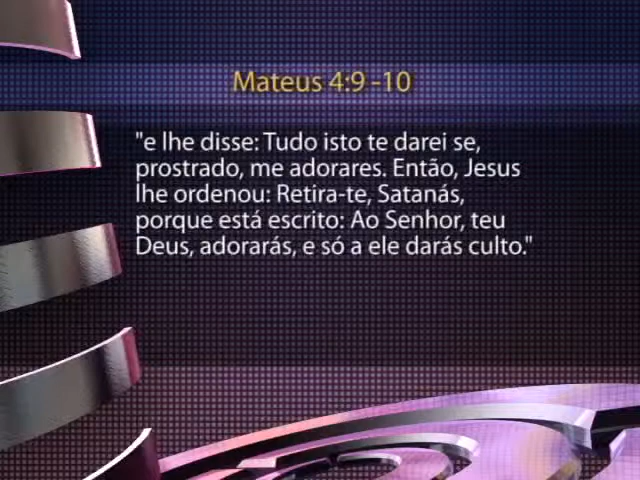 Mateus 4:9 -10
"e lhe disse: Tudo isto te darei se,
prostrado, me adorares. Então, Jesus
lhe ordenou: Retira-te, Satanás,
porque está escrito: Ao Senhor, teu
Deus, adorarás, e só a ele darás culto."